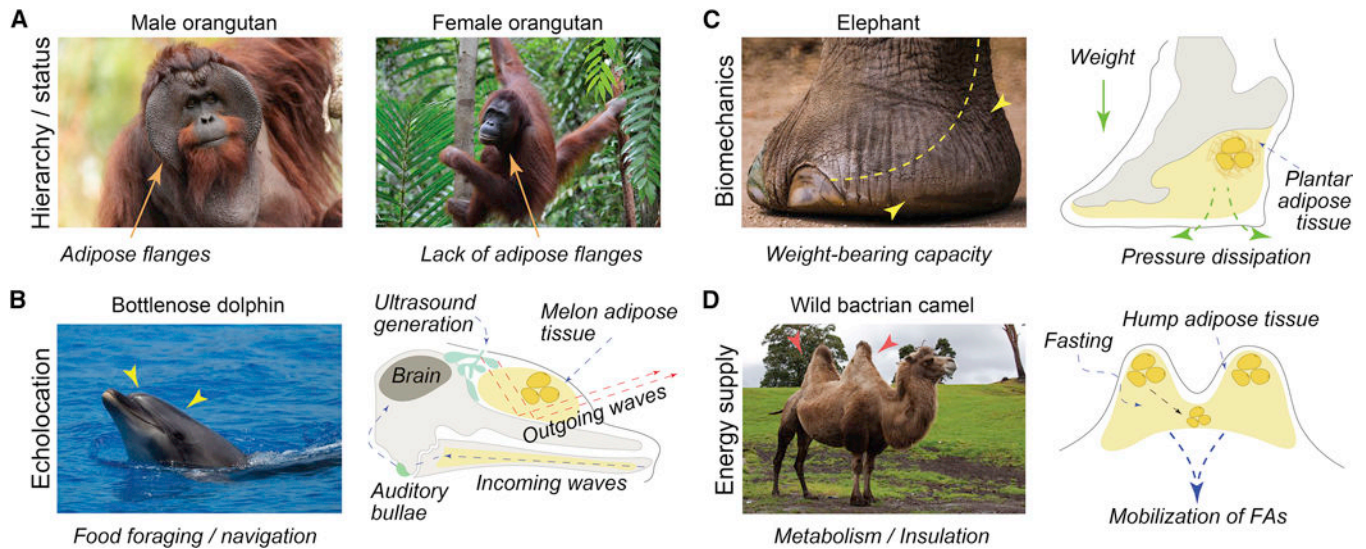 A
Male orangutan
Female orangutan
Hierarchy / status
Adipose flanges
Lack of adipose flanges
B
Bottlenose dolphin
Echolocation
Food foraging / navigation
Ultrasound
generation
Melon adipose
tissue
Brain
Outgoing waves
Incoming waves
Auditory
bullae
C
Elephant
Biomechanics
Weight-bearing capacity
Weight
Plantar
adipose
tissue
Pressure dissipation
D
Wild bactrian camel
Energy supply
Metabolism / Insulation
Hump adipose tissue
Fasting
Mobilization of FAs